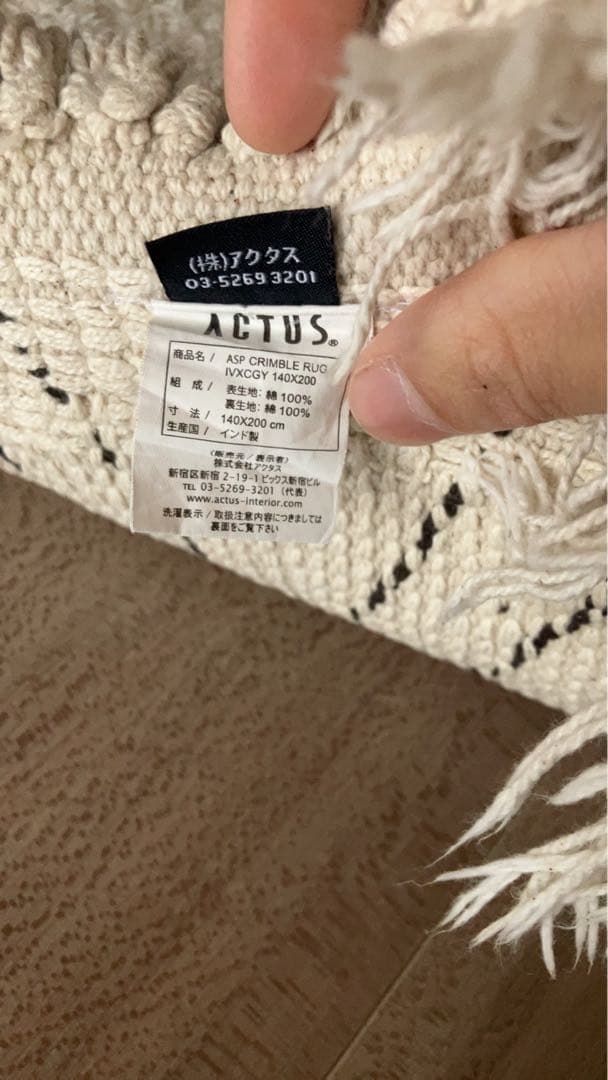 (株)アクタス
03-5269 3201
ACTUS®
商品名/ ASP CRIMBLE RUG
IVXCGY 140X200
組 成/ 表生地: 綿 100%
裏生地: 綿 100%
寸 法/ 140X200 cm
生産国/ インド製
(販売元/表示者)
株式会社アクタス
新宿区新宿 2-19-1 ビックス新宿ビル
TEL 03-5269-3201 (代表)
www.actus-interior.com
洗濯表示/取扱注意内容につきましては
裏面をご覧下さい